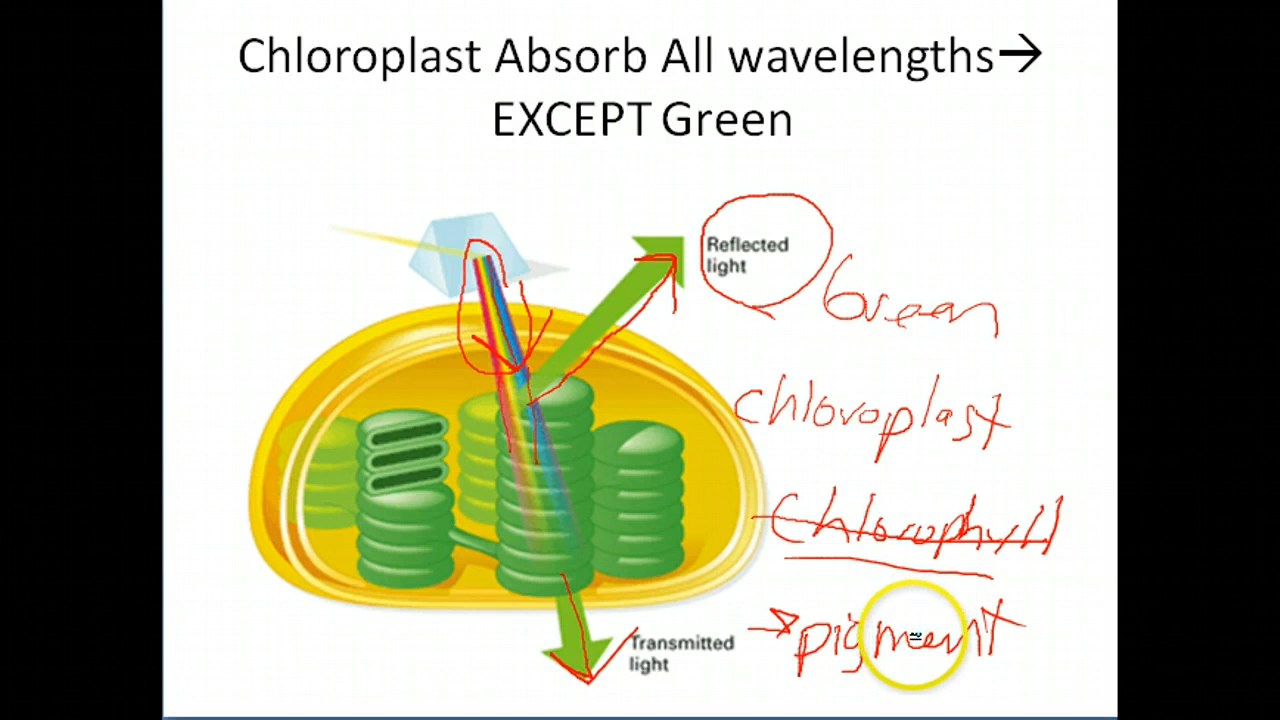 Chloroplast Absorb All wavelengths→
EXCEPT Green
Reflected
light
Green
chloroplast
Chlorophyll
→pigment
Transmitted
light